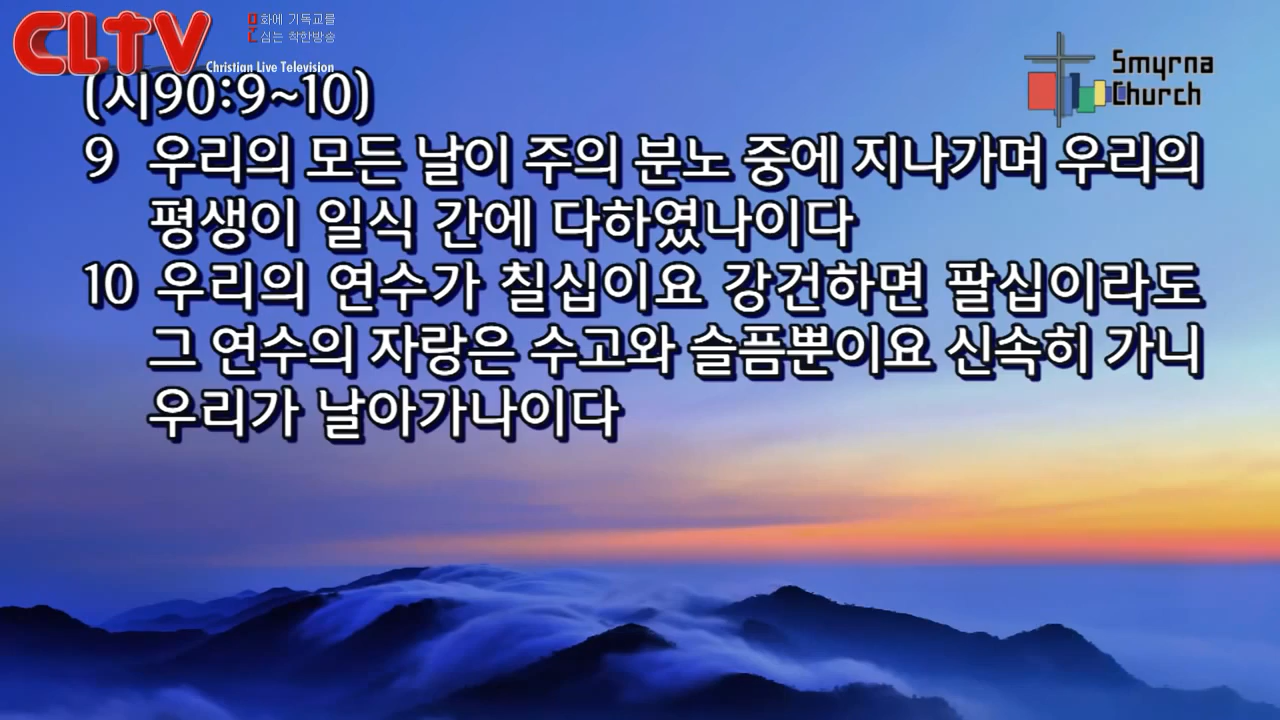 CLTV
문화에 기독교를
심는 착한방송
Christian Live Television
Smyrna
Church
(시90:9~10)
9 우리의 모든 날이 주의 분노 중에 지나가며 우리의
평생이 일식 간에 다하였나이다
10 우리의 연수가 칠십이요 강건하면 팔십이라도
그 연수의 자랑은 수고와 슬픔뿐이요 신속히 가니
우리가 날아가나이다